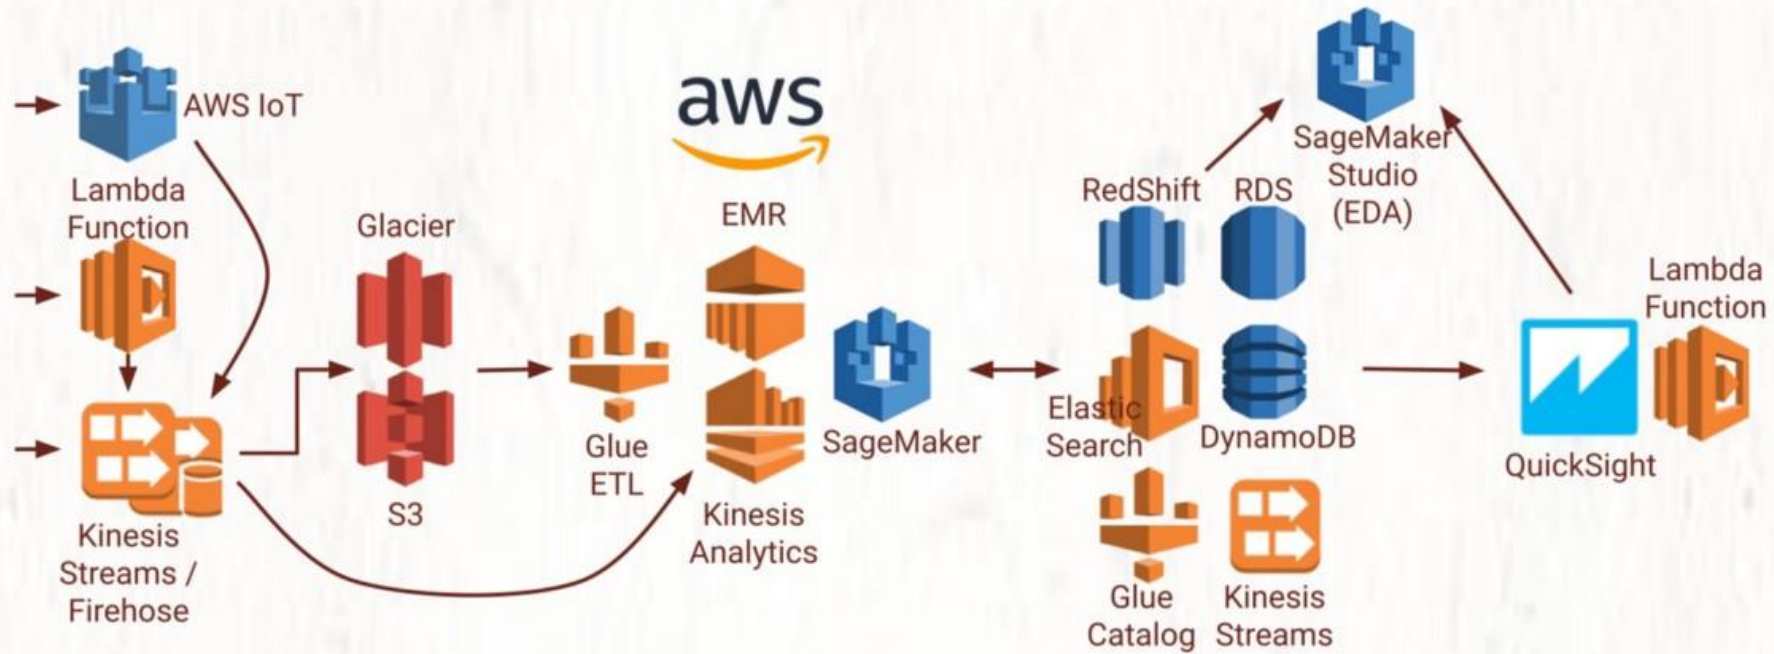 AWS IoT
Lambda
Function
Kinesis
Streams /
Firehose
Glacier
S3
Glue
ETL
aws
EMR
Kinesis
Analytics
SageMaker
RedShift
RDS
Elastic
Search
DynamoDB
Glue
Catalog
Kinesis
Streams
SageMaker
Studio
(EDA)
QuickSight
Lambda
Function